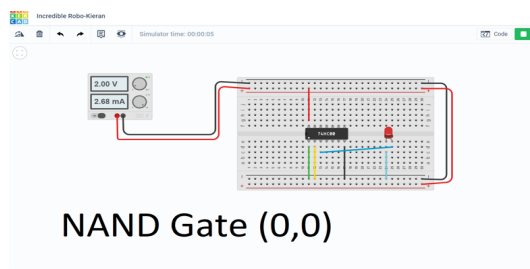 Incredible Robo-Kieran
Simulator time: 00:00:05
Code
2.00 V
2.68 mA
74HC00
NAND Gate (0,0)